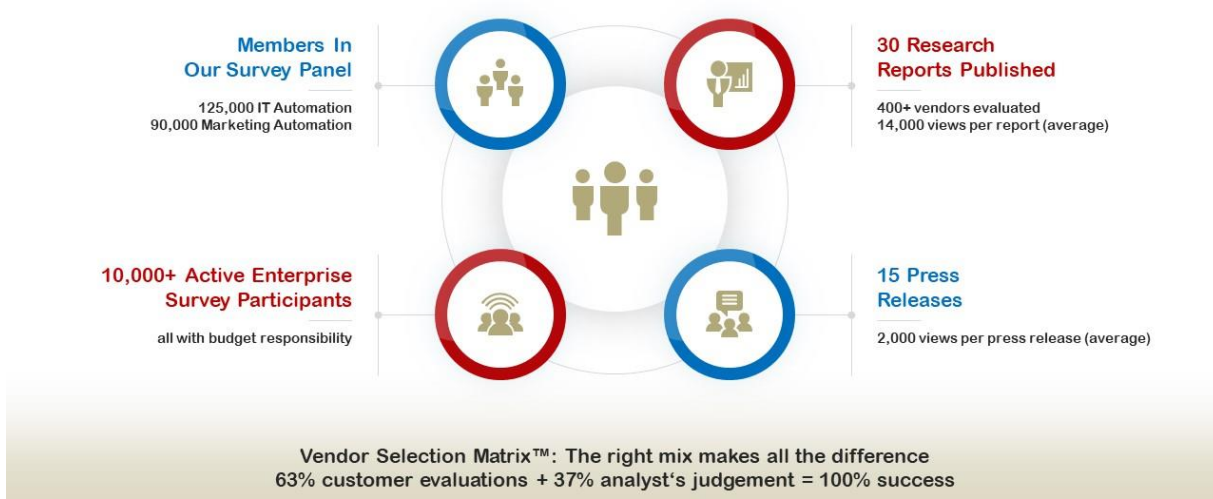 Members In
Our Survey Panel
125,000 IT Automation
90,000 Marketing Automation
30 Research
Reports Published
400+ vendors evaluated
14,000 views per report (average)
10,000+ Active Enterprise
Survey Participants
all with budget responsibility
15 Press
Releases
2,000 views per press release (average)
Vendor Selection Matrix™: The right mix makes all the difference
63% customer evaluations + 37% analyst‘s judgement = 100% success